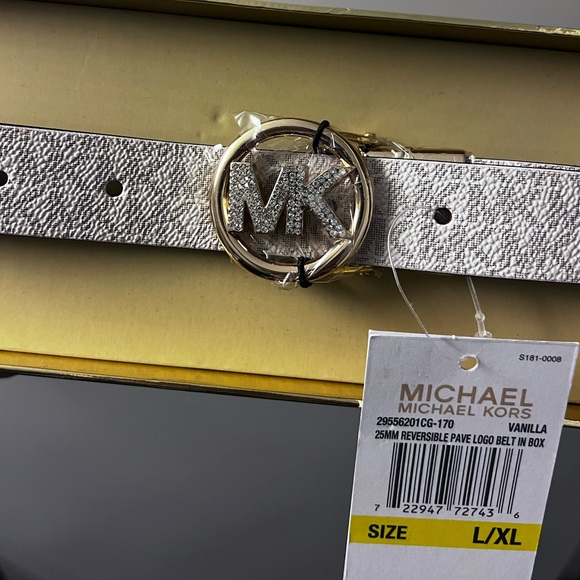 MK
S181-0008
MICHAEL
MICHAEL KORS
29556201CG-170 VANILLA
25MM REVERSIBLE PAVE LOGO BELT IN BOX
7 22947 72743 6
SIZE L/XL